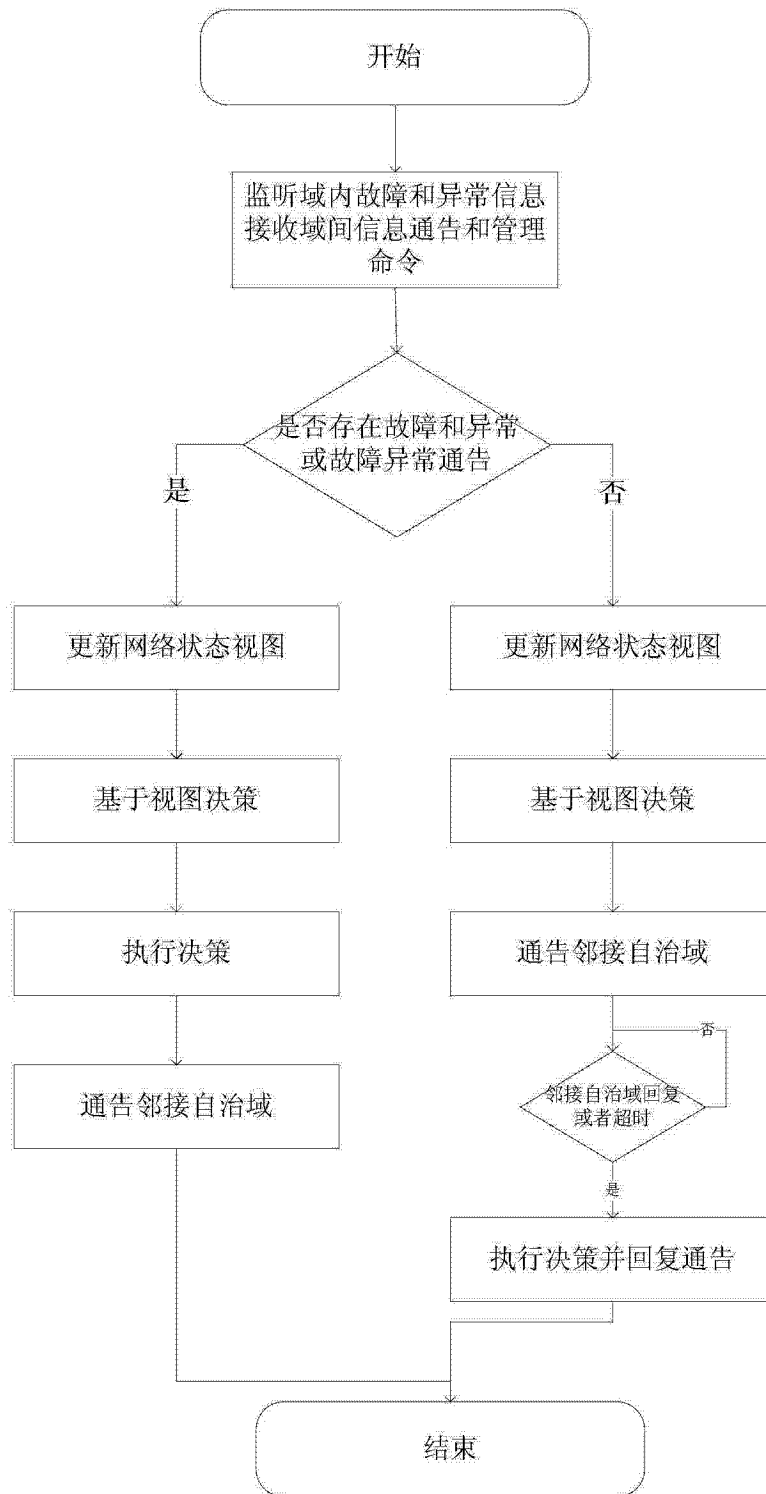 开始
监听域内故障和异常信息
接收域间信息通告和管理
命令
是否存在故障和异常
或故障异常通告
是
否
更新网络状态视图
更新网络状态视图
基于视图决策
基于视图决策
执行决策
通告邻接自治域
通告邻接自治域
否
邻接自治域回复
或者超时
是
执行决策并回复通告
结束